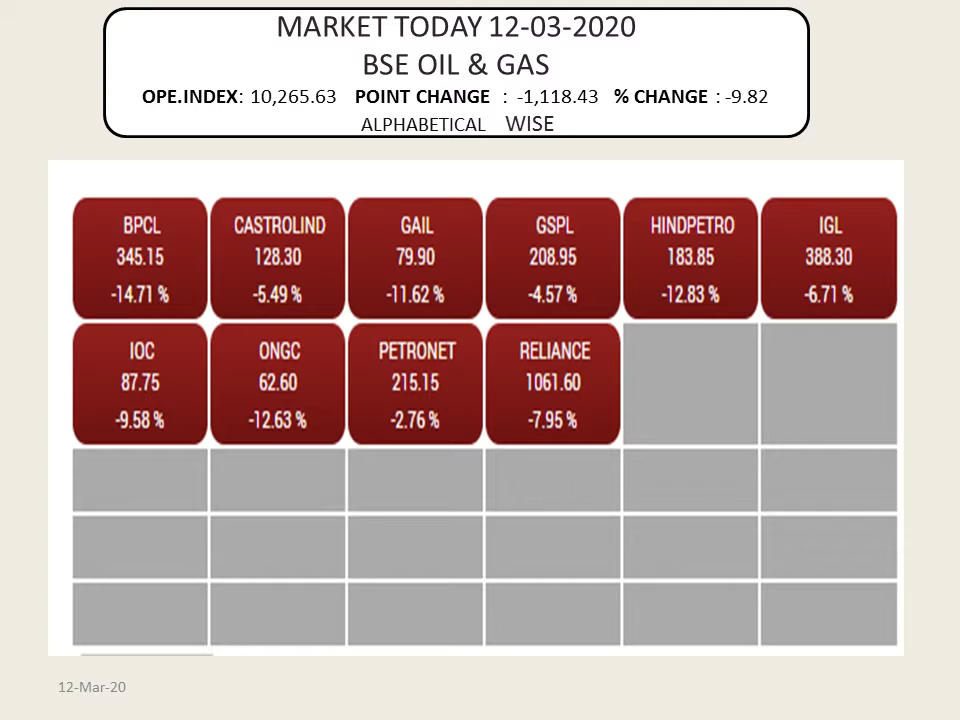 MARKET TODAY 12-03-2020
BSE OIL & GAS
OPE.INDEX: 10,265.63 POINT CHANGE : -1,118.43 % CHANGE : -9.82
ALPHABETICAL WISE
BPCL CASTROLIND GAIL GSPL HINDPETRO IGL
345.15 128.30 79.90 208.95 183.85 388.30
-14.71 % -5.49 % -11.62 % -4.57 % -12.83 % -6.71 %
IOC ONGC PETRONET RELIANCE
87.75 62.60 215.15 1061.60
-9.58 % -12.63 % -2.76 % -7.95 %
12-Mar-20